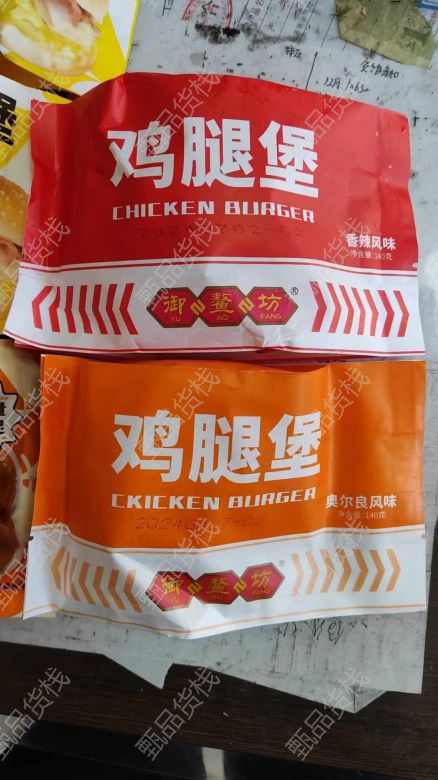 鸡腿堡
CHICKEN BURGER
香辣风味
净含量:140克
御鳌坊®
YU AO FANG
鸡腿堡
CKICKEN BURGER
奥尔良风味
净含量:140克
御鳌坊®
YU AO FANG
甄品货栈